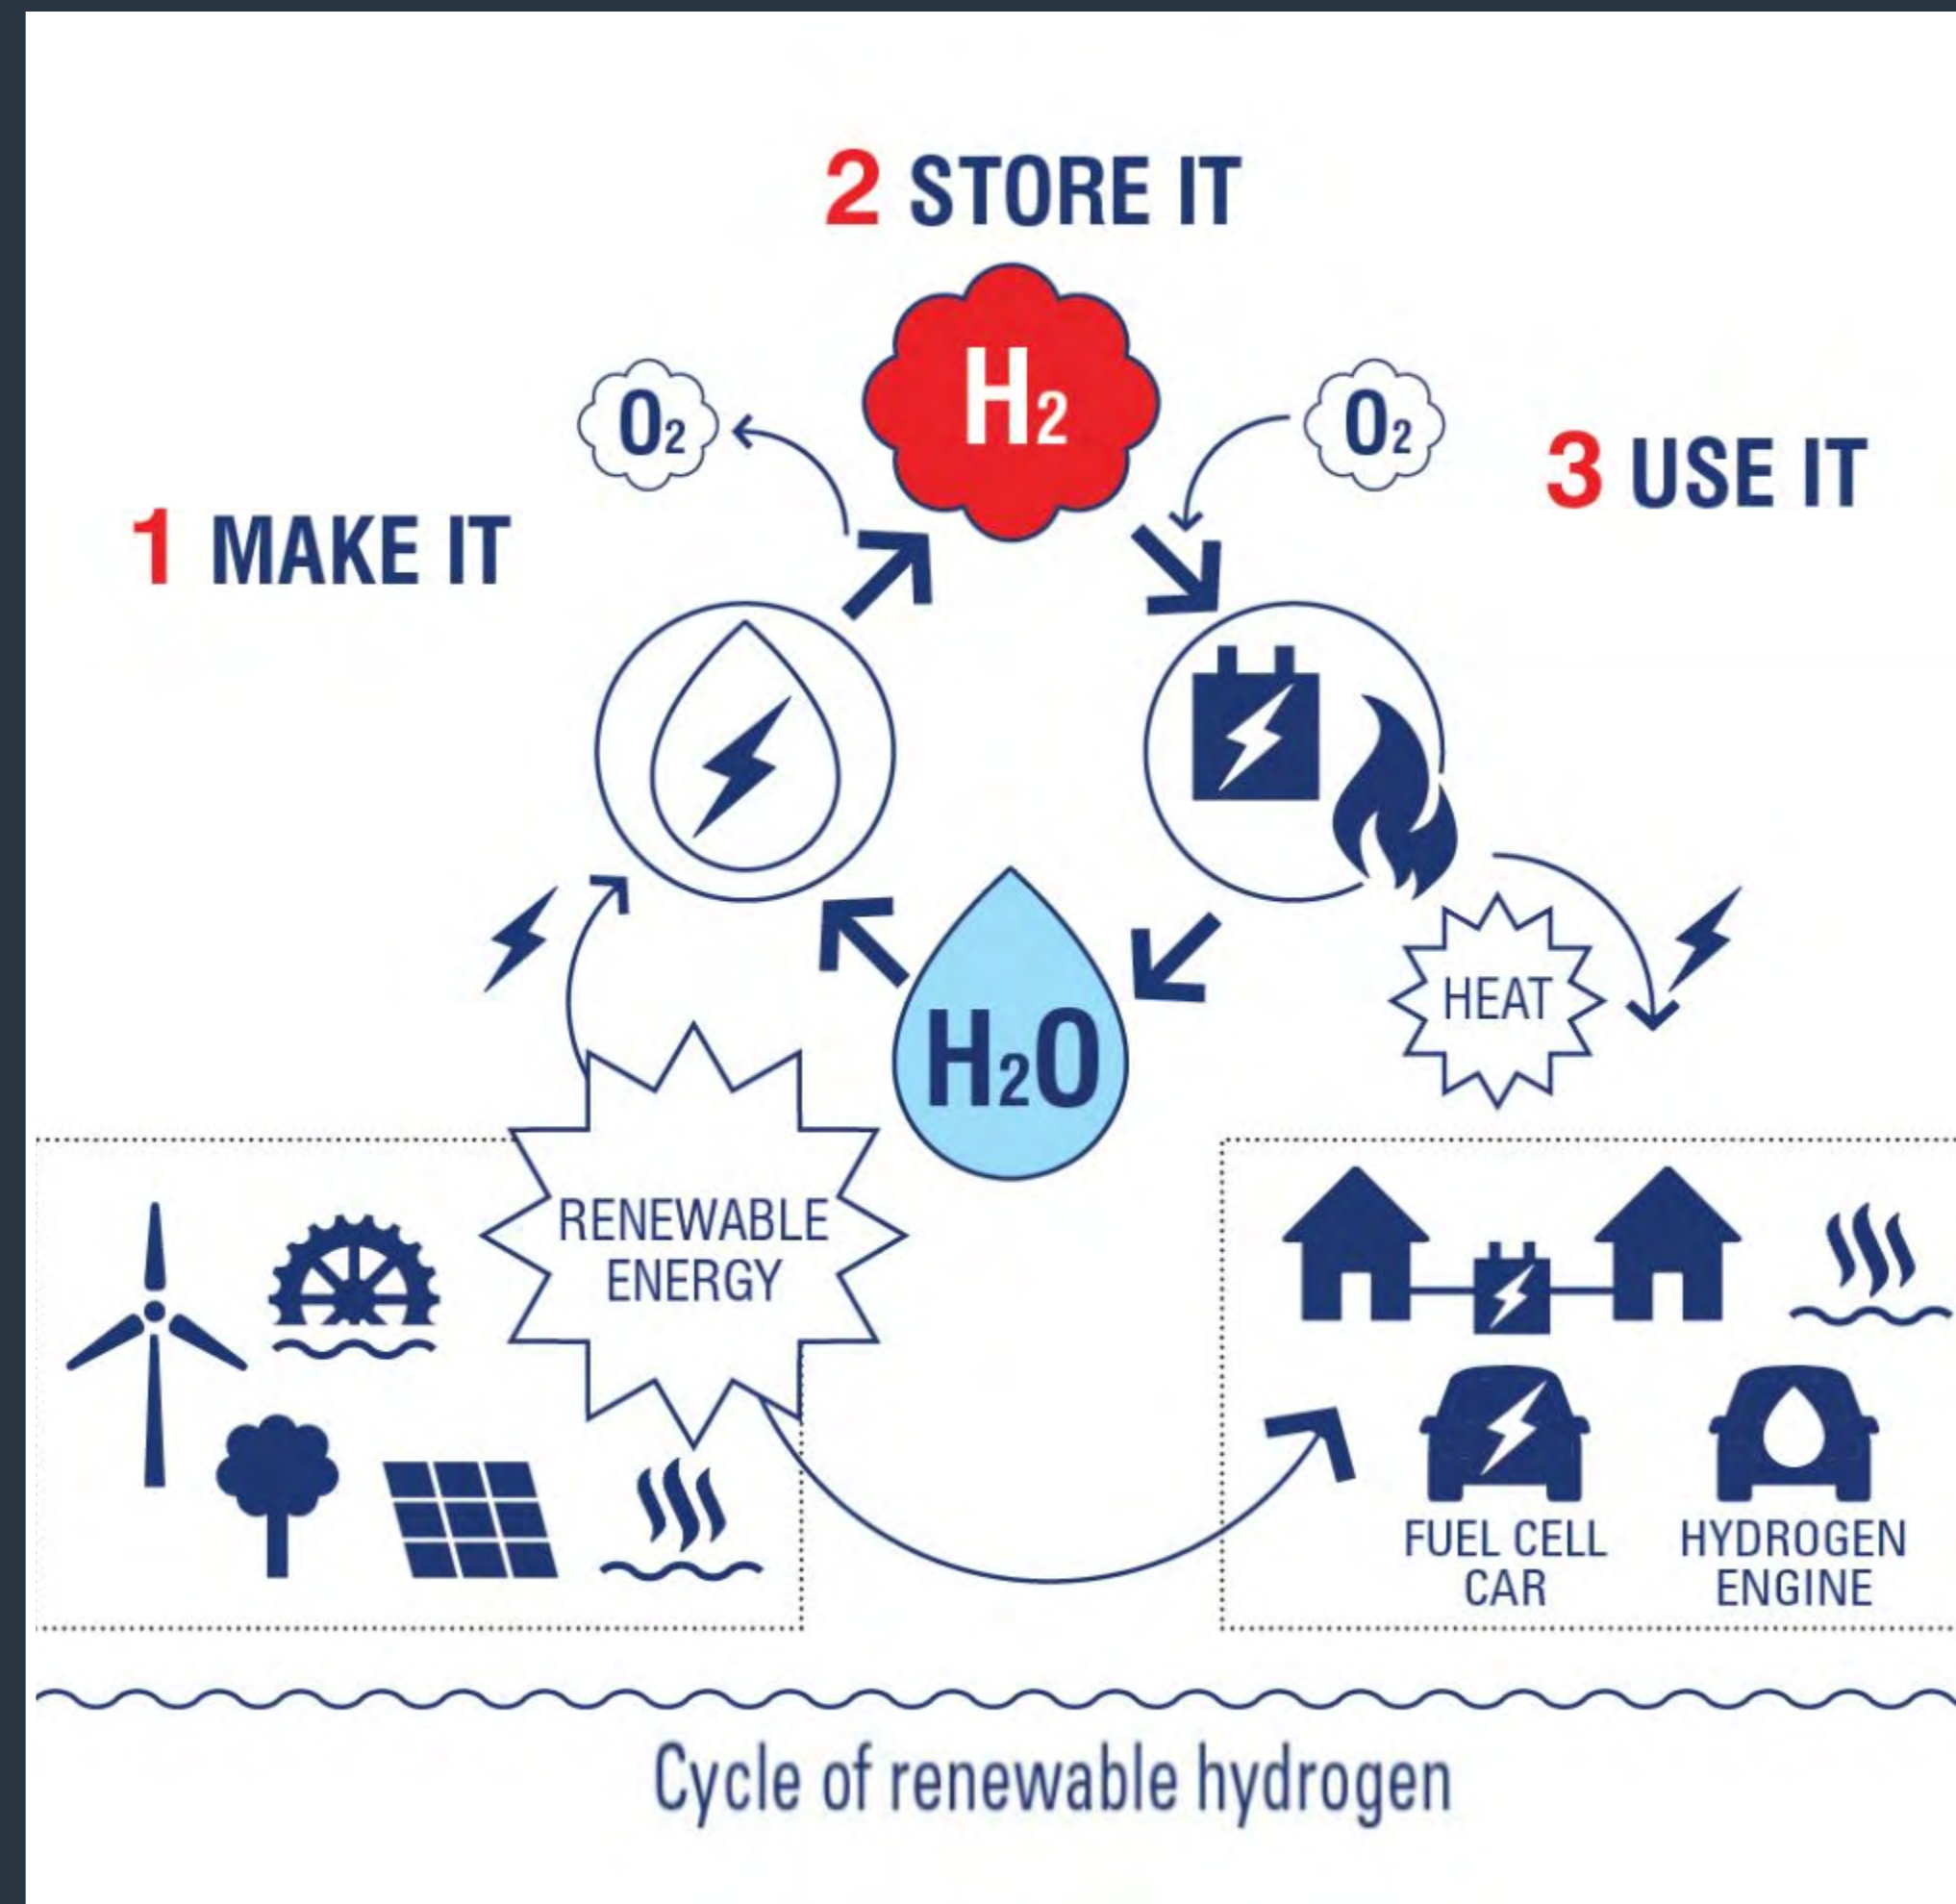 2 STORE IT
H2
O2
O2
3 USE IT
1 MAKE IT
HEAT
H2O
RENEWABLE
ENERGY
FUEL CELL
CAR
HYDROGEN
ENGINE
Cycle of renewable hydrogen